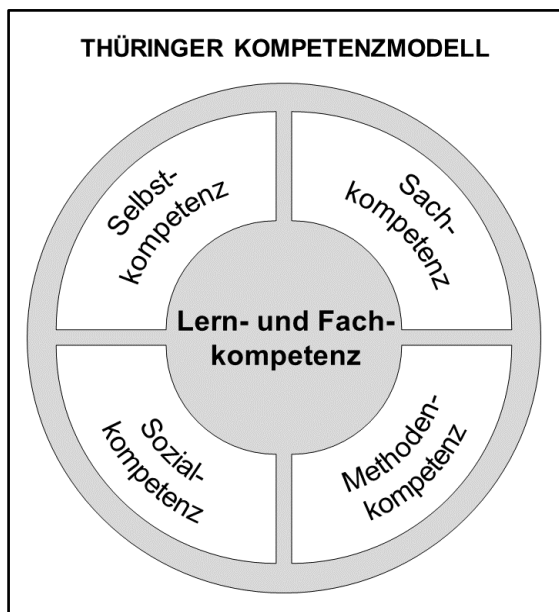 THÜRINGER KOMPETENZMODELL
Selbst-
kompetenz
Sach-
kompetenz
Lern- und Fach-
kompetenz
Sozial-
kompetenz
Methoden-
kompetenz